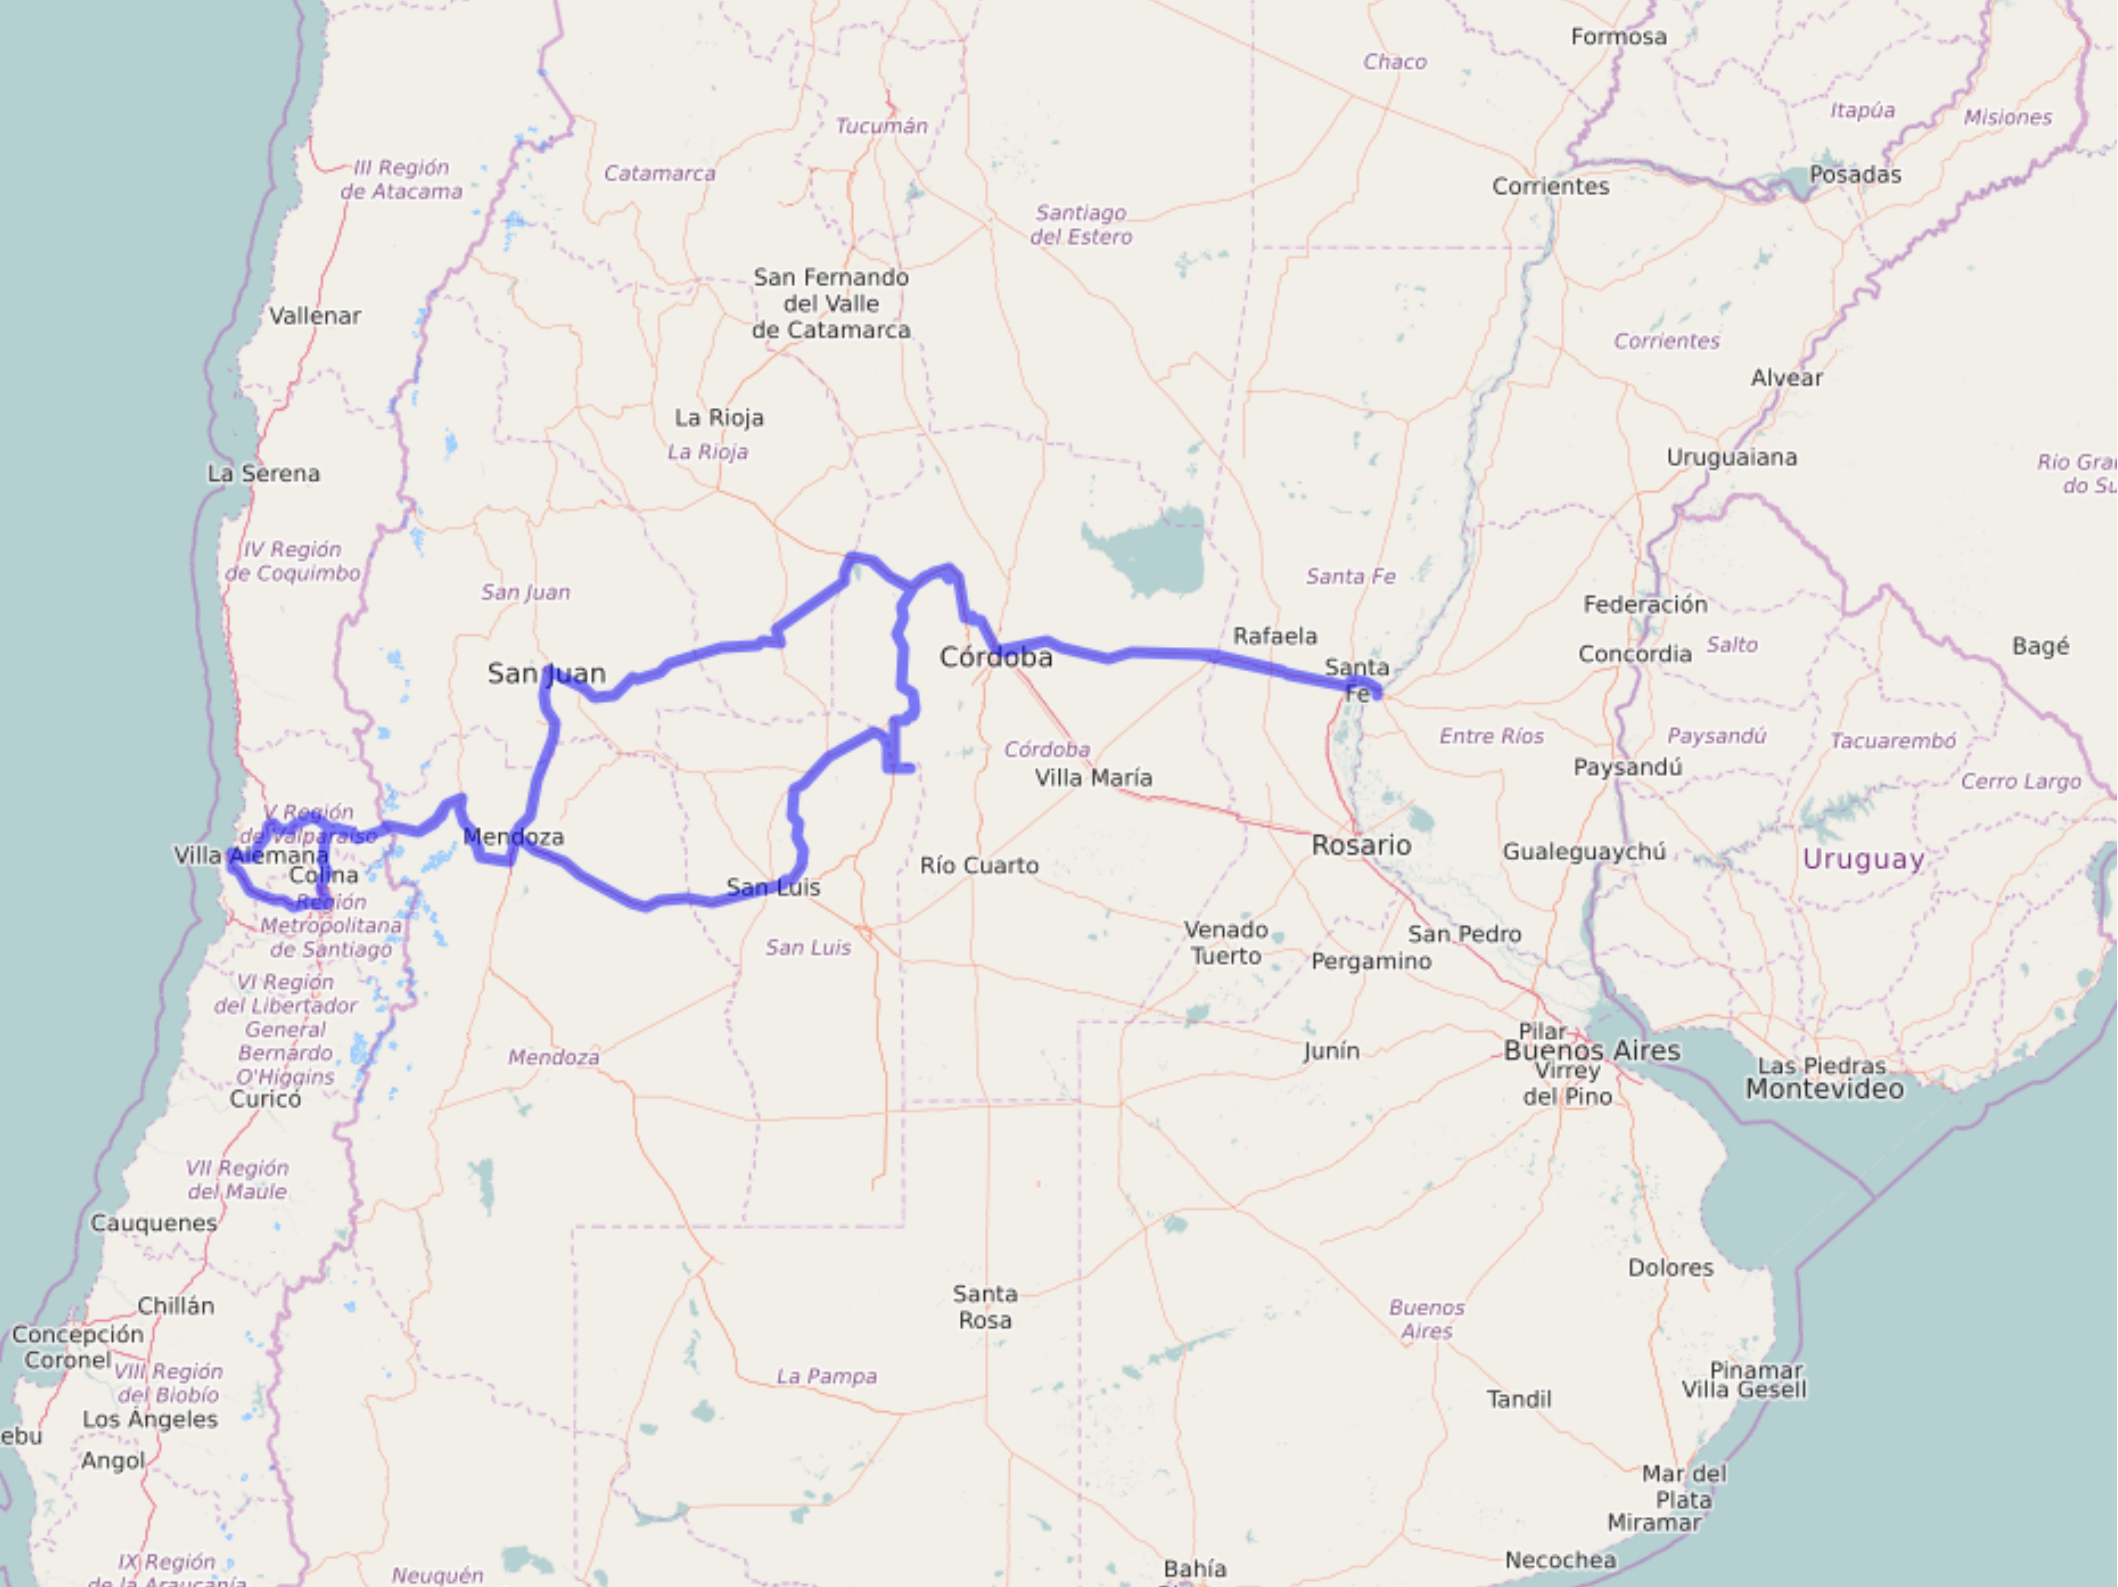 Formosa
Chaco
Itapúa
Misiones
Tucumán
III Región
de Atacama
Catamarca
Corrientes
Posadas
Santiago
del Estero
San Fernando
del Valle
de Catamarca
Vallenar
Corrientes
Alvear
La Rioja
La Rioja
Uruguaiana
La Serena
Rio Gra
do Su
IV Región
de Coquimbo
San Juan
Santa Fe
Federación
Rafaela
Salto
Bagé
Concordia
Córdoba
San Juan
Santa
Fe
Entre Ríos
Paysandú
Tacuarembó
Córdoba
Villa María
Paysandú
Cerro Largo
V Región
de Valparaíso
Mendoza
Villa Alemana
Colina
Rosario
Gualeguaychú
Uruguay
Río Cuarto
San Luis
Región
Metropolitana
de Santiago
San Luis
Venado
Tuerto
San Pedro
Pergamino
VI Región
del Libertador
General
Bernardo
O'Higgins
Curicó
Mendoza
Junín
Pilar
Buenos Aires
Virrey
del Pino
Las Piedras
Montevideo
VII Región
del Maule
Cauquenes
Dolores
Chillán
Santa
Rosa
Buenos
Aires
Concepción
Coronel
VIII Región
del Biobío
La Pampa
Pinamar
Villa Gesell
Los Ángeles
Tandil
ebu
Angol
Mar del
Plata
Miramar
IX Región
de la Araucanía
Neuquén
Necochea
Bahía